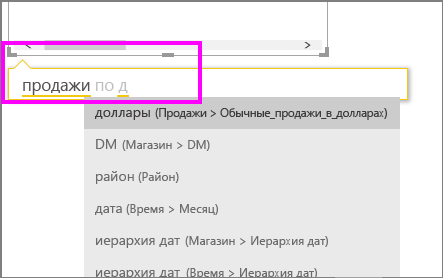 продажи по д
доллары (Продажи > Обычные_продажи_в_долларах)
DM (Магазин > DM)
район (Район)
дата (Время > Месяц)
иерархия дат (Магазин > Иерархия дат)
иерархия дат (Время > Иерархия дат)